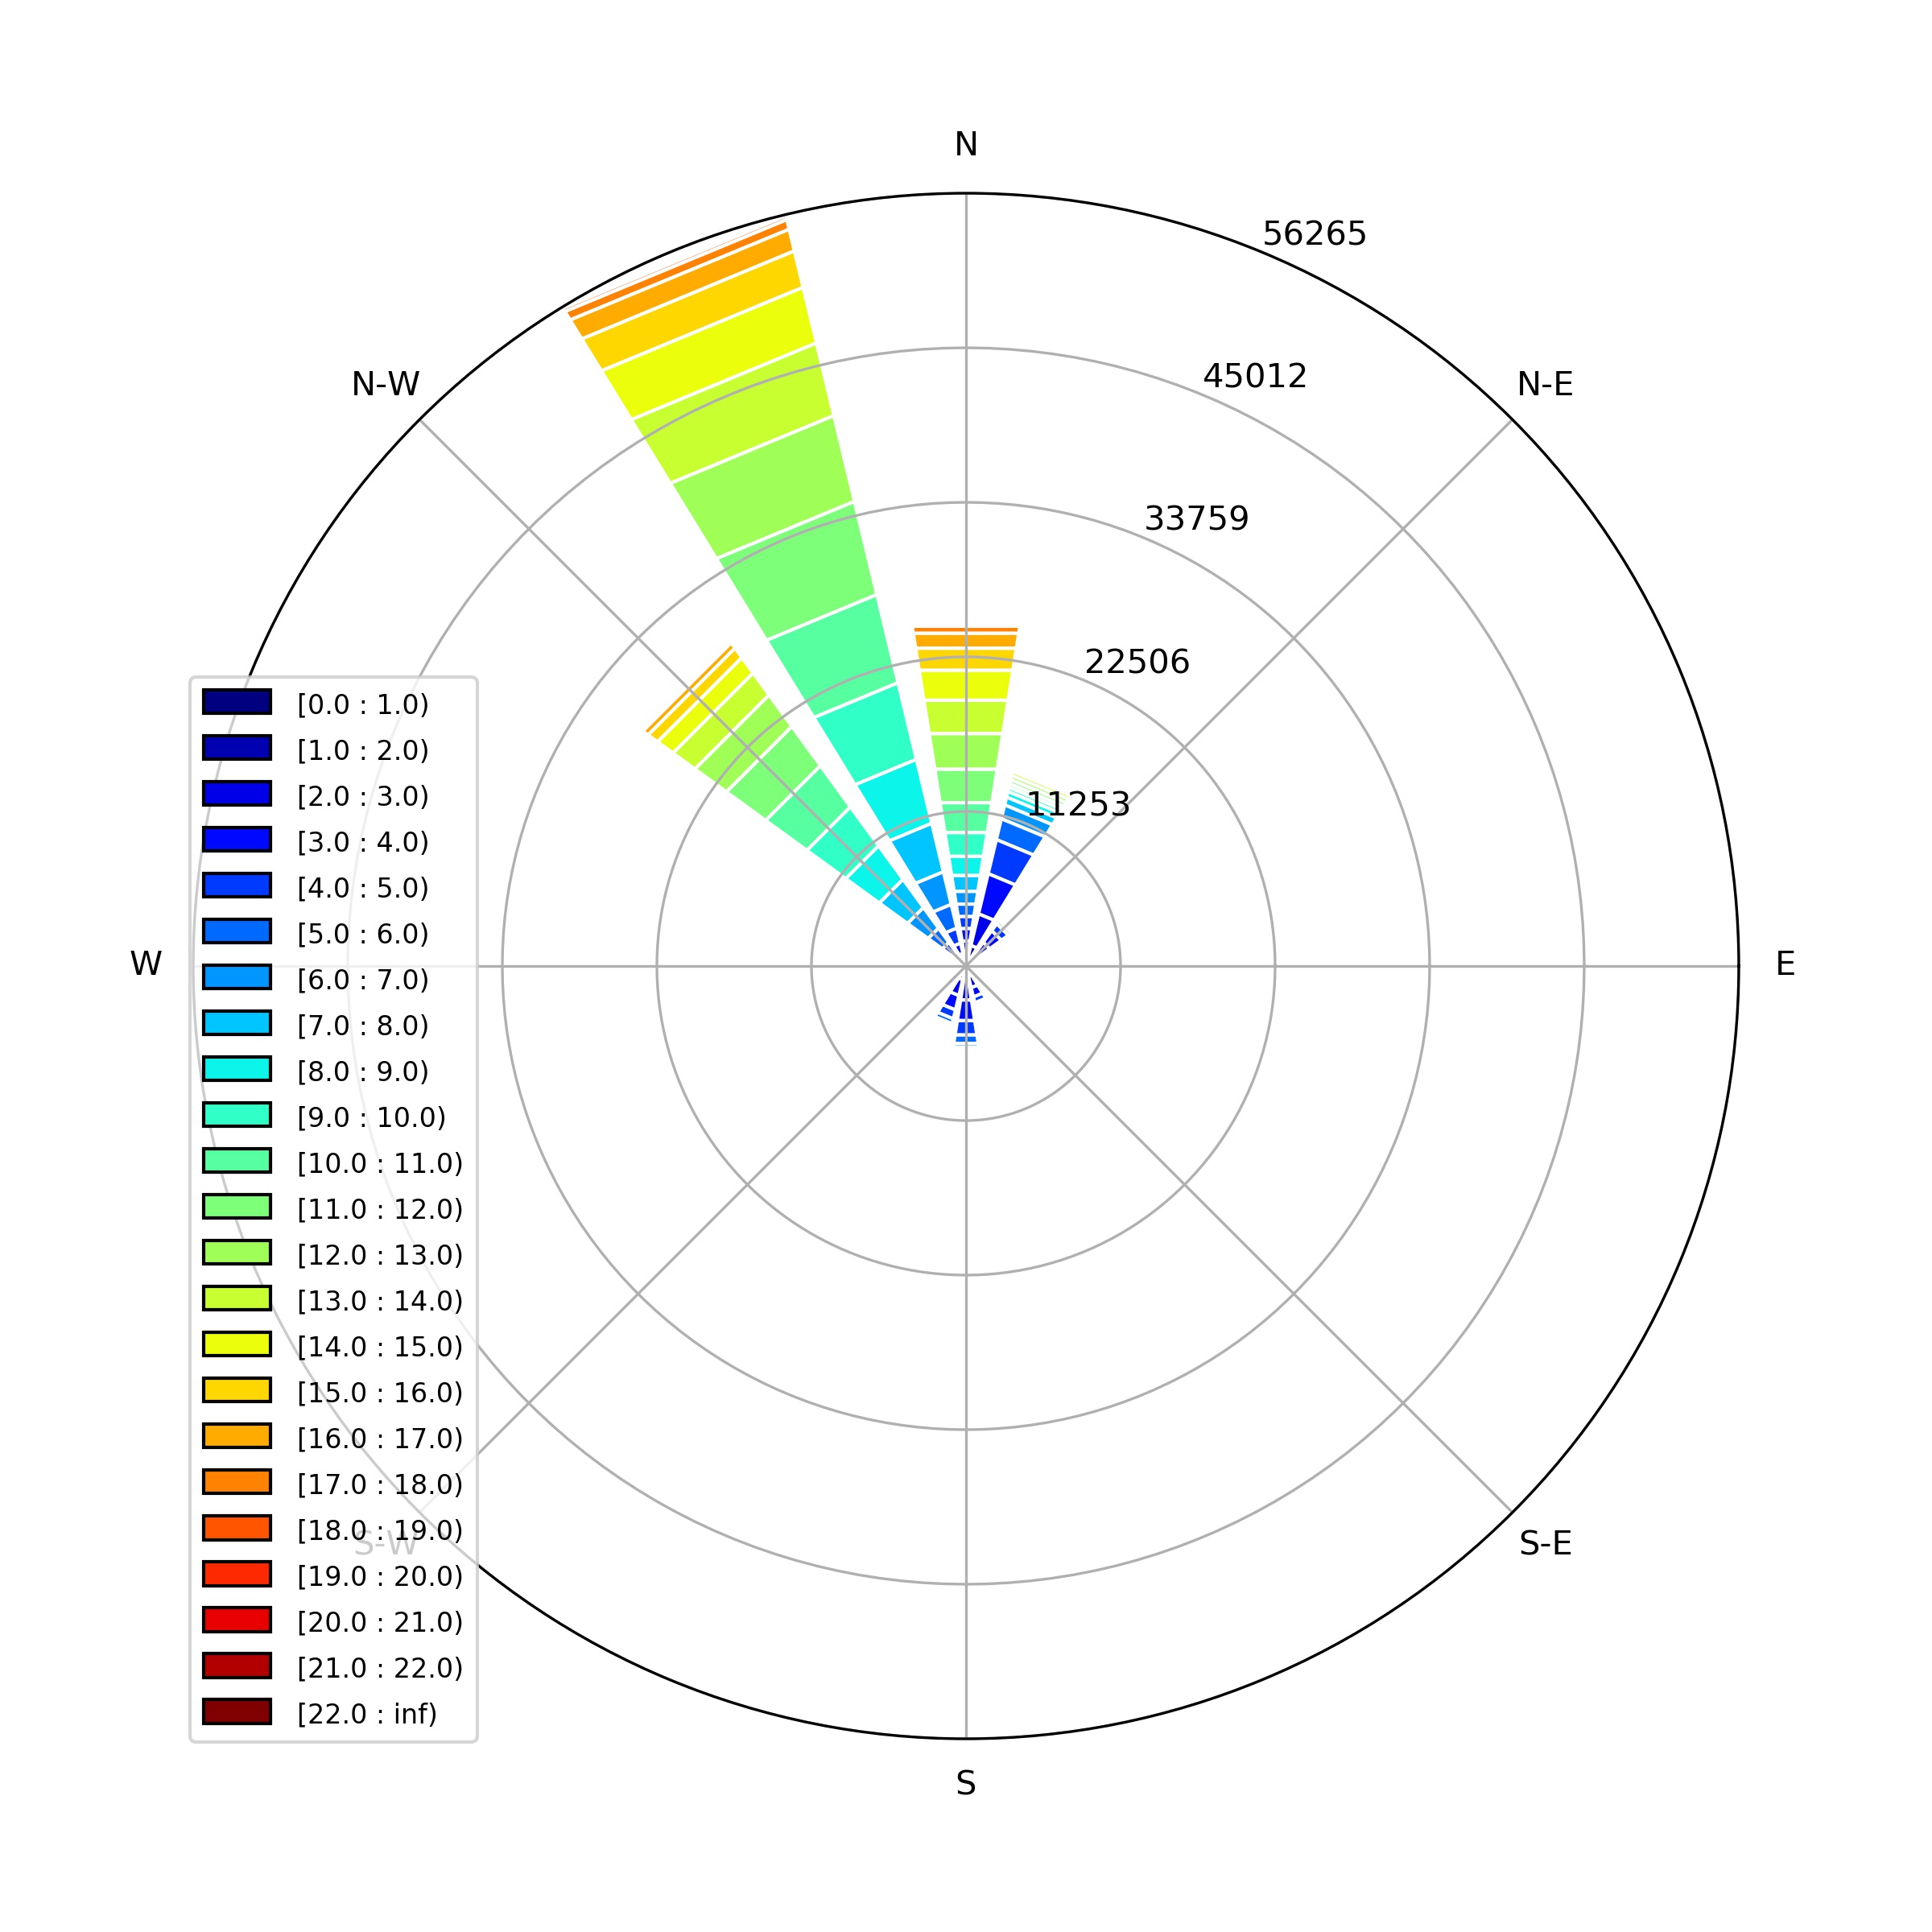 N
56265
N-W
45012
N-E
33759
22506
11253
W
E
[0.0 : 1.0)
[1.0 : 2.0)
[2.0 : 3.0)
[3.0 : 4.0)
[4.0 : 5.0)
[5.0 : 6.0)
[6.0 : 7.0)
[7.0 : 8.0)
[8.0 : 9.0)
[9.0 : 10.0)
[10.0 : 11.0)
[11.0 : 12.0)
[12.0 : 13.0)
[13.0 : 14.0)
[14.0 : 15.0)
[15.0 : 16.0)
[16.0 : 17.0)
[17.0 : 18.0)
[18.0 : 19.0)
[19.0 : 20.0)
[20.0 : 21.0)
[21.0 : 22.0)
[22.0 : inf)
S-W
S-E
S